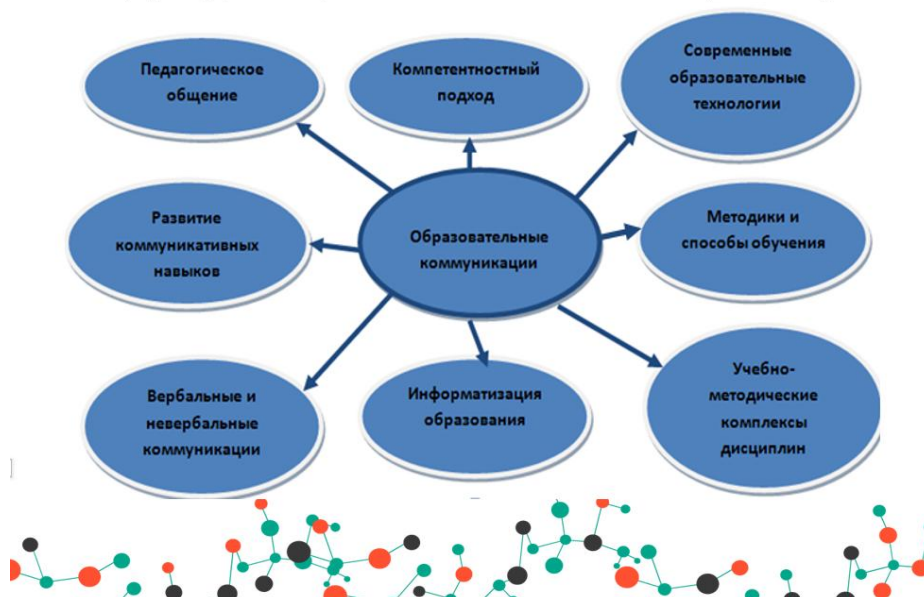 Педагогическое
общение
Компетентностный
подход
Современные
образовательные
технологии
Развитие
коммуникативных
навыков
Образовательные
коммуникации
Методики и
способы обучения
Вербальные и
невербальные
коммуникации
Информатизация
образования
Учебно-
методические
комплексы
дисциплин